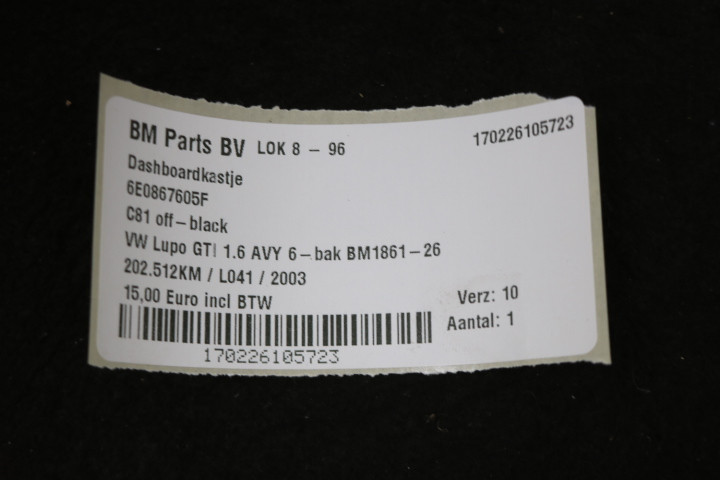 BM Parts BV LOK 8 - 96 170226105723
Dashboardkastje
6E0867605F
C81 off-black
VW Lupo GTI 1.6 AVY 6-bak BM1861-26
202.512KM / L041 / 2003
15,00 Euro incl BTW Verz: 10
Aantal: 1
170226105723